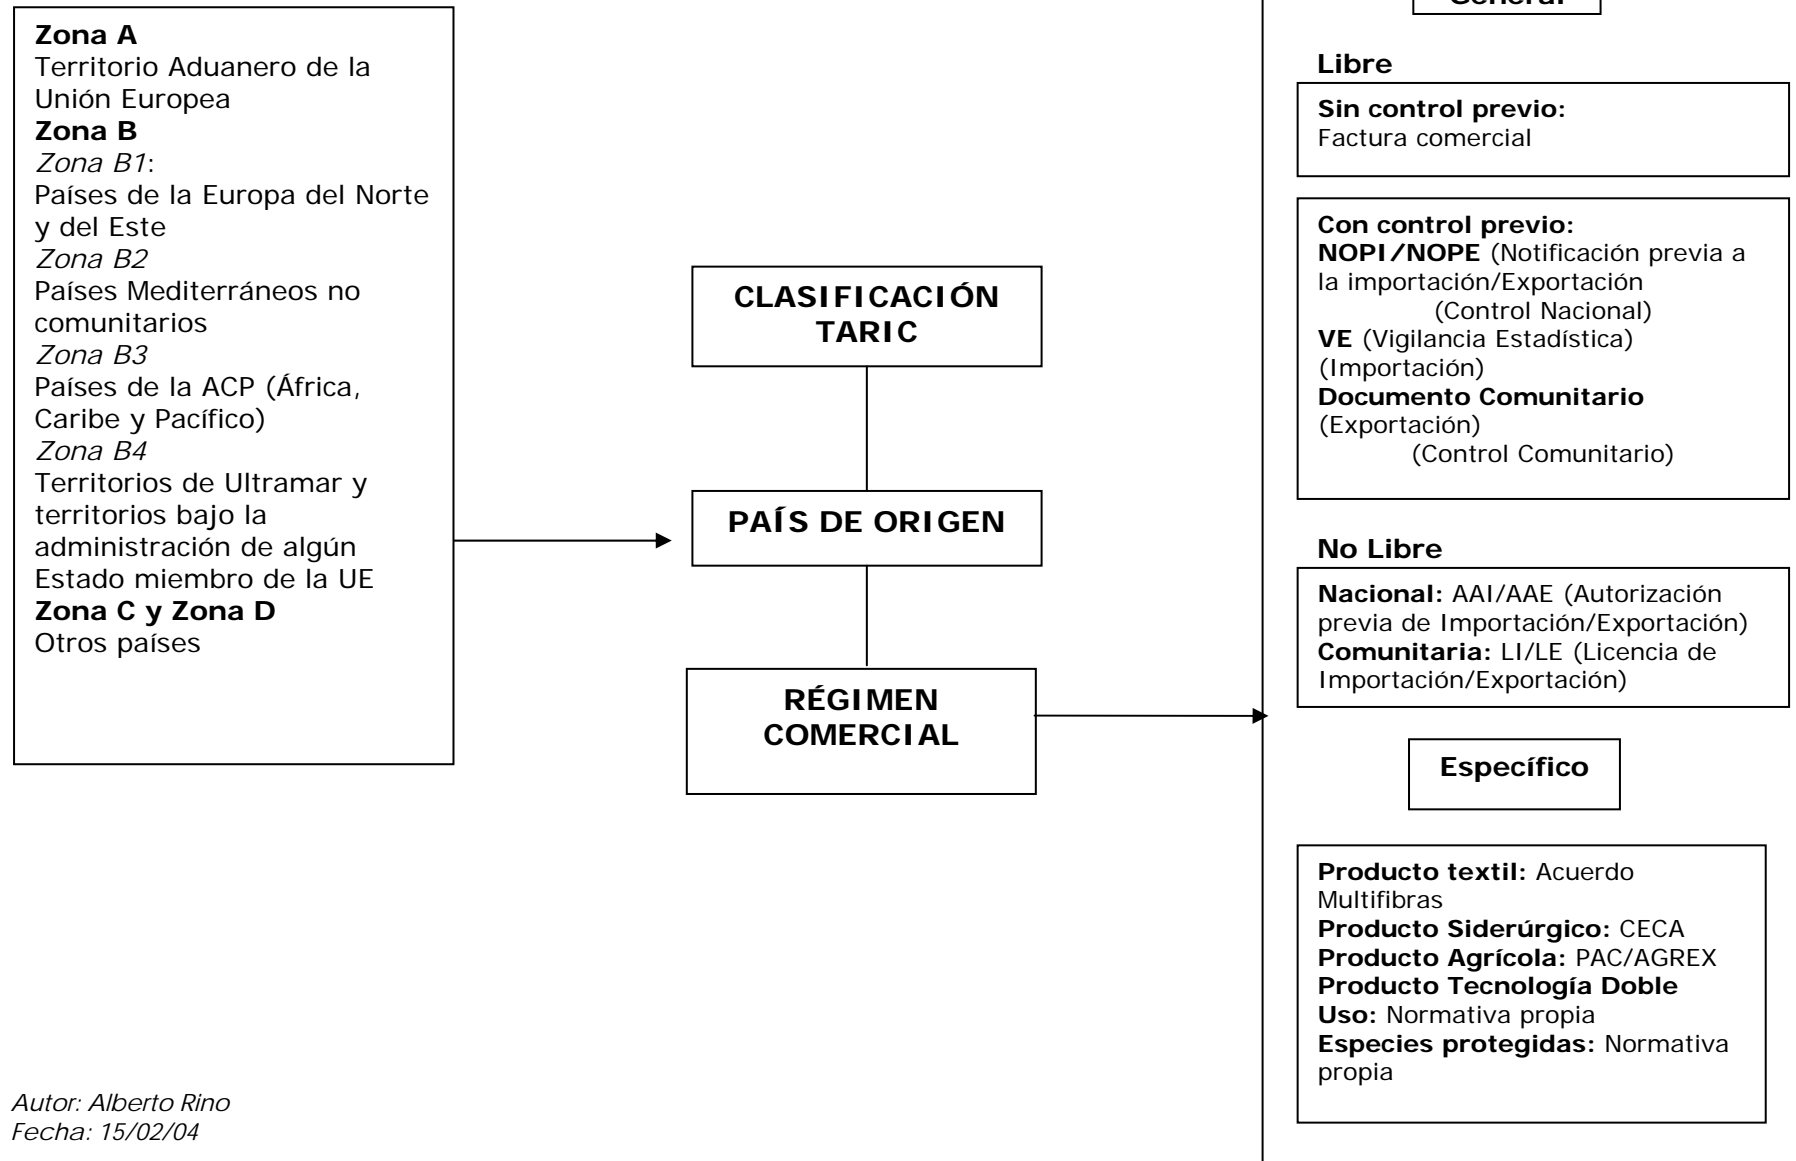 Zona A
Territorio Aduanero de la
Unión Europea
Zona B
Zona B1:
Países de la Europa del Norte
y del Este
Zona B2
Países Mediterráneos no
comunitarios
Zona B3
Países de la ACP (África,
Caribe y Pacífico)
Zona B4
Territorios de Ultramar y
territorios bajo la
administración de algún
Estado miembro de la UE
Zona C y Zona D
Otros países
CLASIFICACIÓN
TARIC
PAÍS DE ORIGEN
RÉGIMEN
COMERCIAL
General
Libre
Sin control previo:
Factura comercial
Con control previo:
NOPI/NOPE (Notificación previa a
la importación/Exportación
(Control Nacional)
VE (Vigilancia Estadística)
(Importación)
Documento Comunitario
(Exportación)
(Control Comunitario)
No Libre
Nacional: AAI/AAE (Autorización
previa de Importación/Exportación)
Comunitaria: LI/LE (Licencia de
Importación/Exportación)
Específico
Producto textil: Acuerdo
Multifibras
Producto Siderúrgico: CECA
Producto Agrícola: PAC/AGREX
Producto Tecnología Doble
Uso: Normativa propia
Especies protegidas: Normativa
propia
Autor: Alberto Rino
Fecha: 15/02/04